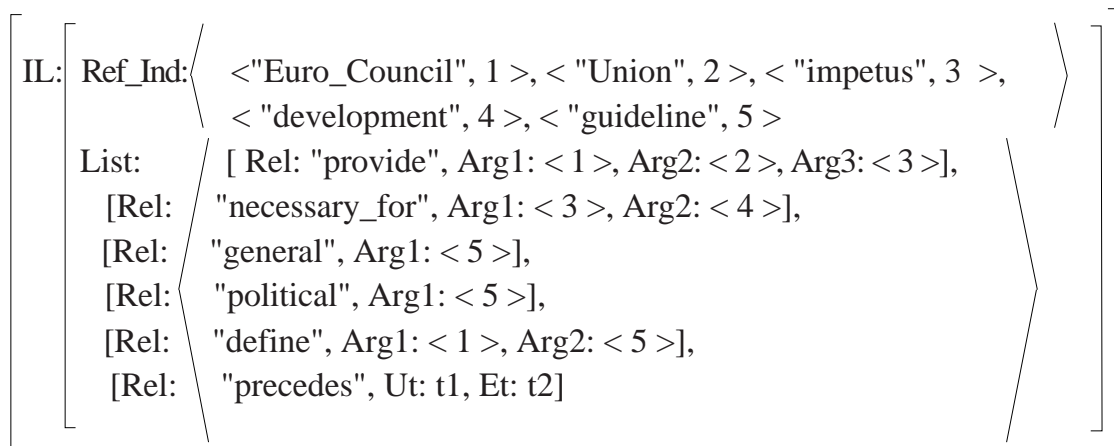 IL: Ref_Ind: <"Euro_Council", 1 >, < "Union", 2 >, < "impetus", 3 >,
< "development", 4 >, < "guideline", 5 >
List: [ Rel: "provide", Arg1: < 1 >, Arg2: < 2 >, Arg3: < 3 >],
[Rel: "necessary_for", Arg1: < 3 >, Arg2: < 4 >],
[Rel: "general", Arg1: < 5 >],
[Rel: "political", Arg1: < 5 >],
[Rel: "define", Arg1: < 1 >, Arg2: < 5 >],
[Rel: "precedes", Ut: t1, Et: t2]